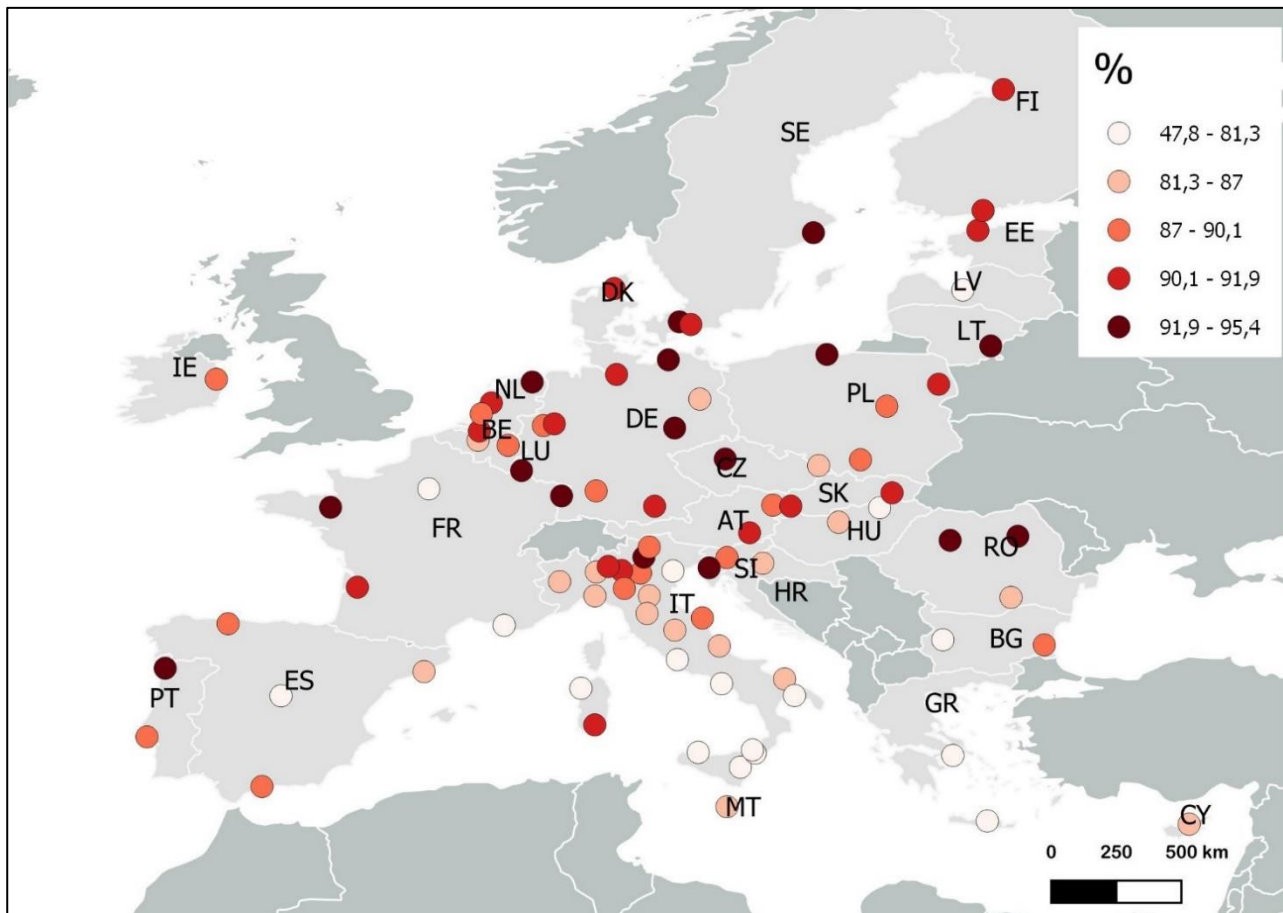 %
47,8 - 81,3
81,3 - 87
87 - 90,1
90,1 - 91,9
91,9 - 95,4
FI
SE
EE
LV
DK
LT
IE
NL
PL
BE
DE
LU
CZ
SK
FR
AT
HU
RO
SI
HR
IT
BG
ES
PT
GR
MT
CY
0 250 500 km